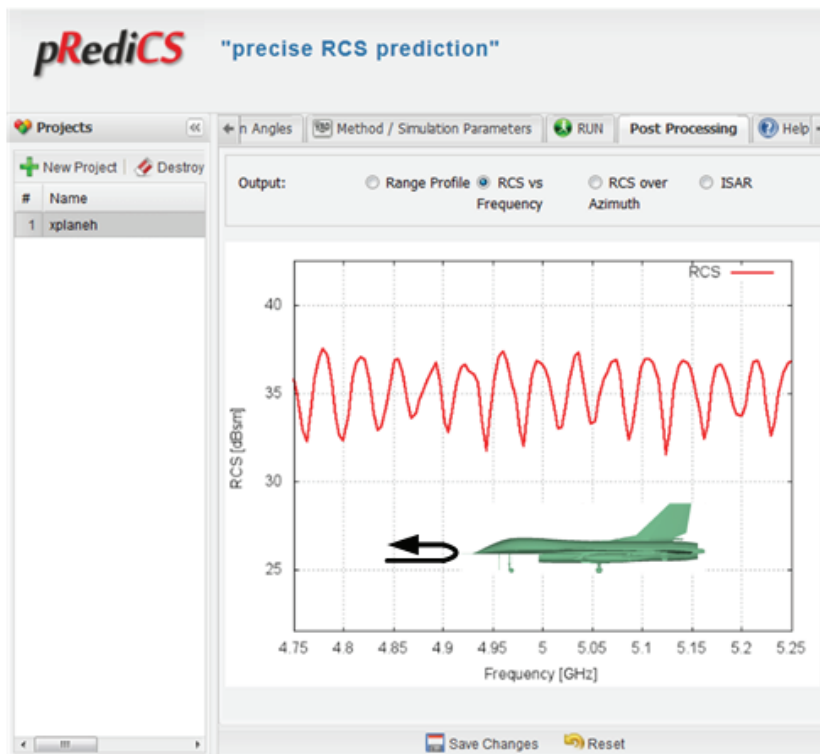 pRediCS "precise RCS prediction"
Projects
n Angles Method / Simulation Parameters RUN Post Processing Help
New Project Destroy
# Name
1 xplaneh
Output: Range Profile RCS vs Frequency RCS over Azimuth ISAR
RCS
40
35
30
25
RCS [dBsm]
4.75 4.8 4.85 4.9 4.95 5 5.05 5.1 5.15 5.2 5.25
Frequency [GHz]
Save Changes Reset